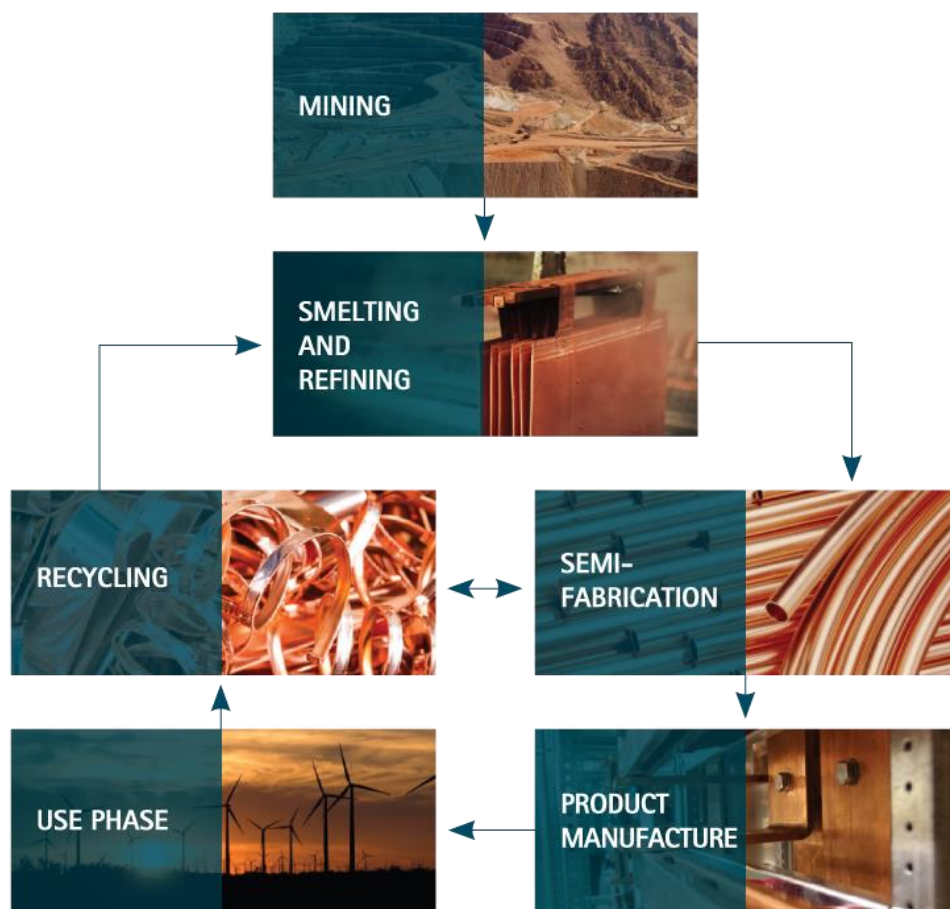 MINING
SMELTING
AND
REFINING
RECYCLING
SEMI-
FABRICATION
USE PHASE
PRODUCT
MANUFACTURE